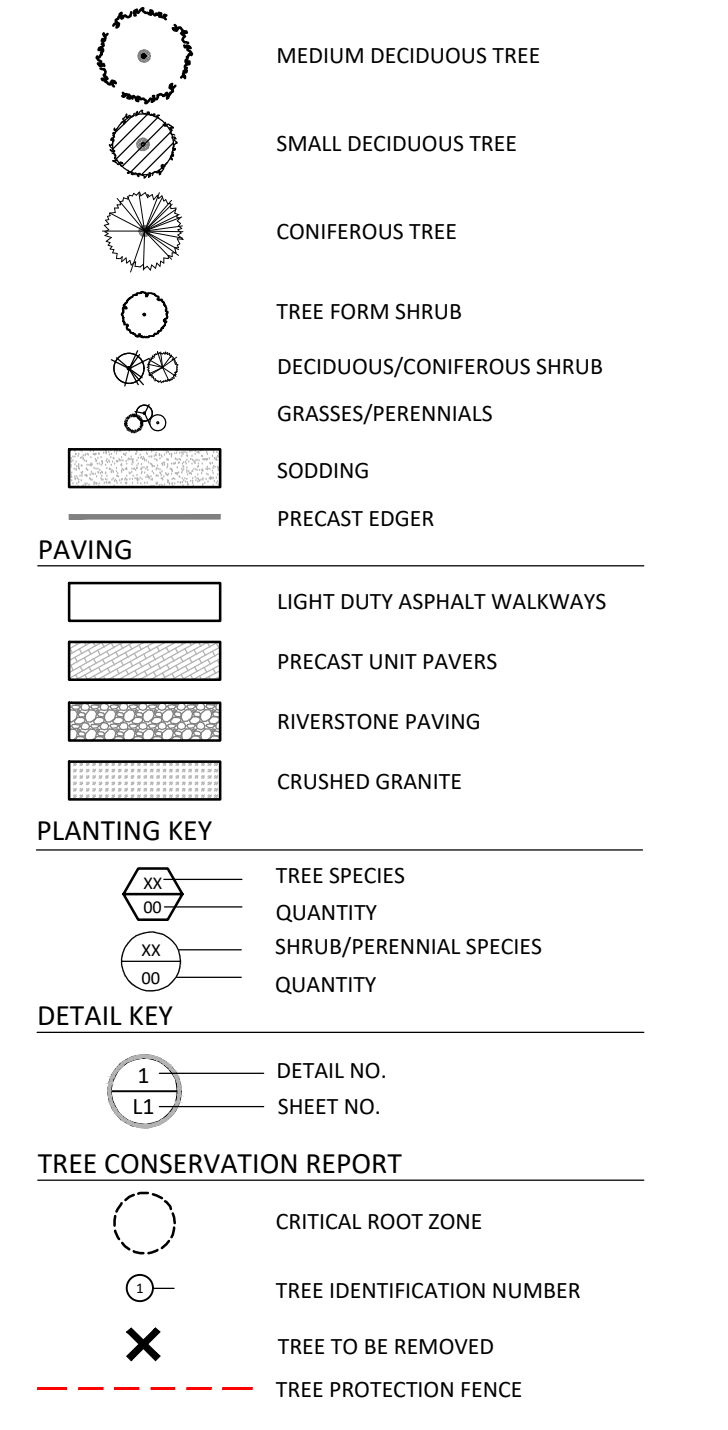 MEDIUM DECIDUOUS TREE
SMALL DECIDUOUS TREE
CONIFEROUS TREE
TREE FORM SHRUB
DECIDUOUS/CONIFEROUS SHRUB
GRASSES/PERENNIALS
SODDING
PRECAST EDGER
PAVING
LIGHT DUTY ASPHALT WALKWAYS
PRECAST UNIT PAVERS
RIVERSTONE PAVING
CRUSHED GRANITE
PLANTING KEY
XX TREE SPECIES
00 QUANTITY
XX SHRUB/PERENNIAL SPECIES
00 QUANTITY
DETAIL KEY
1 DETAIL NO.
L1 SHEET NO.
TREE CONSERVATION REPORT
CRITICAL ROOT ZONE
1 TREE IDENTIFICATION NUMBER
TREE TO BE REMOVED
TREE PROTECTION FENCE